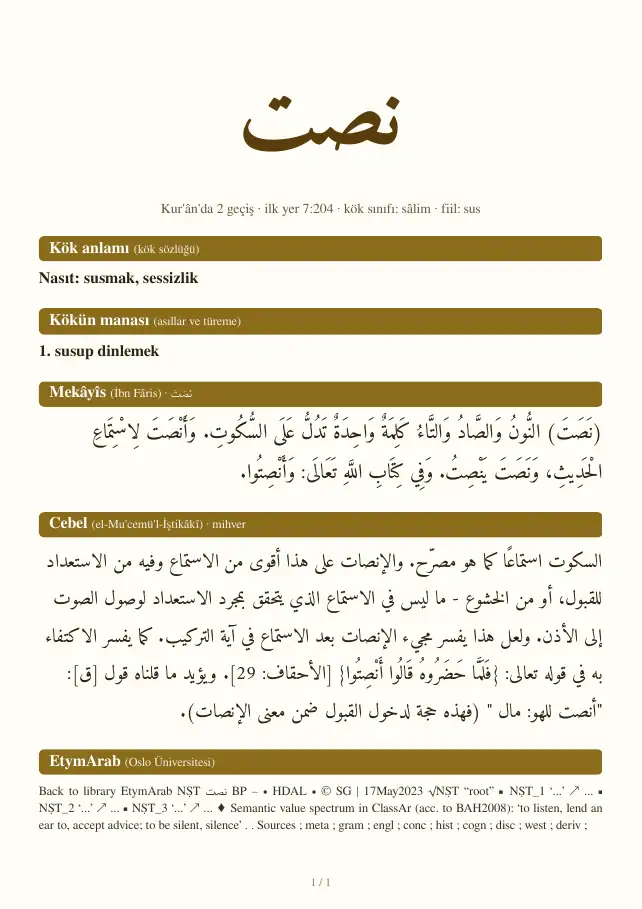 نصت
Kur'ân'da 2 geçiş · ilk yer 7:204 · kök sınıfı: sâlim · fiil: sus
Kök anlamı (kök sözlüğü)
Nasıt: susmak, sessizlik
Kökün manası (asıllar ve türeme)
1. susup dinlemek
Mekâyîs (İbn Fâris) · نصت
(نَصَتَ) النُّونُ وَالصَّادُ وَالتَّاءُ كَلِمَةٌ وَاحِدَةٌ تَدُلُّ عَلَى السُّكُوتِ. وَأَنْصَتَ لِاسْتِمَاعِ
الْحَدِيثِ، وَنَصَتَ يَنْصِتُ. وَفِي كِتَابِ اللَّهِ تَعَالَى: وَأَنْصِتُوا.
Cebel (el-Mu'cemü'l-İştikâkî) · mihver
السكوت استماعًا كما هو مصرّح. والإنصات على هذا أقوى من الاستماع وفيه من الاستعداد
للقبول، أو من الخشوع - ما ليس في الاستماع الذي يتحقق بمجرد الاستعداد لوصول الصوت
إلى الأذن. ولعل هذا يفسر مجيء الإنصات بعد الاستماع في آية التركيب. كما يفسر الاكتفاء
به في قوله تعالى: {فَلَمَّا حَضَرُوهُ قَالُوا أَنْصِتُوا} [الأحقاف: 29]. ويؤيد ما قلناه قول [ق]:
"أنصت للهو: مال " (فهذه حجة لدخول القبول ضمن معنى الإنصات).
EtymArab (Oslo Üniversitesi)
Back to library EtymArab NṢT نصت BP – • HDAL • © SG | 17May2023 √NṢT “root” ▪ NṢT_1 ‘...’ ↗ ... ▪
NṢT_2 ‘...’ ↗ ... ▪ NṢT_3 ‘...’ ↗ ... ♦ Semantic value spectrum in ClassAr (acc. to BAH2008): ‘to listen, lend an
ear to, accept advice; to be silent, silence’ . . Sources ; meta ; gram ; engl ; conc ; hist ; cogn ; disc ; west ; deriv ;
1 / 1